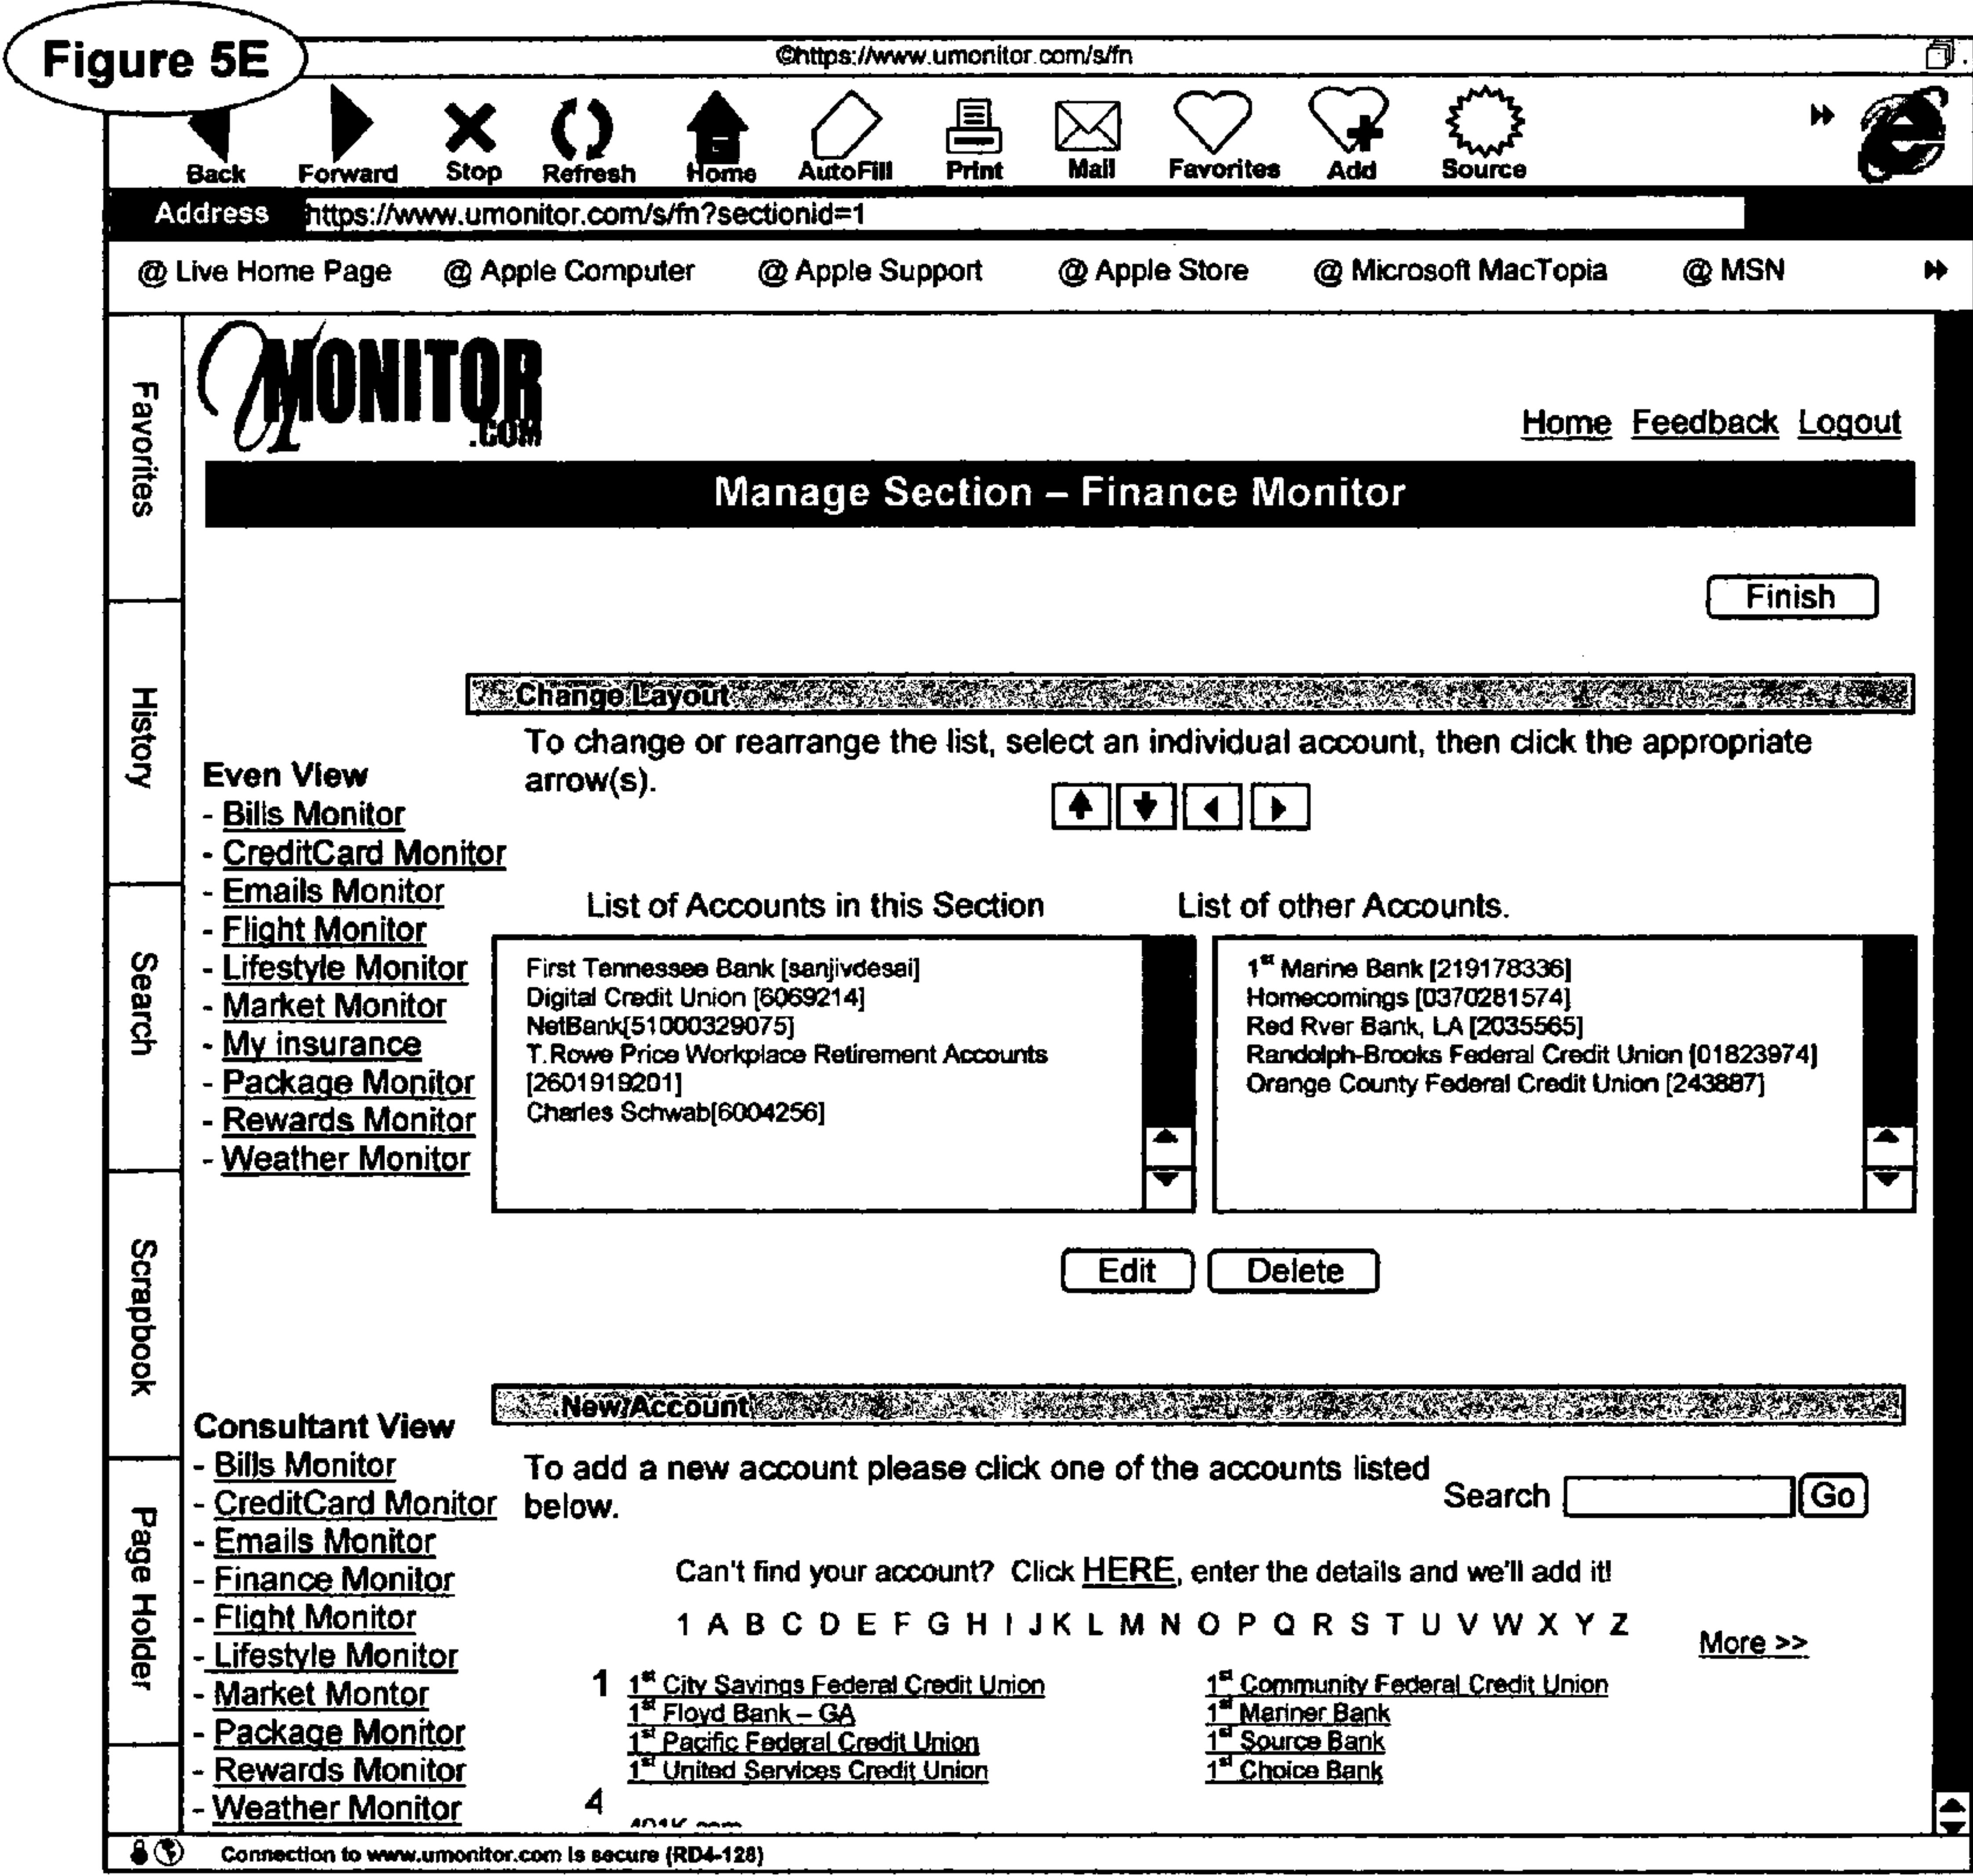 Figure 5E
©https://www.umonitor.com/s/fn
Back Forward Stop Refresh Home AutoFill Print Mail Favorites Add Source
Address https://www.umonitor.com/s/fn?sectionid=1
@ Live Home Page @ Apple Computer @ Apple Support @ Apple Store @ Microsoft MacTopia @ MSN
Favorites
History
Search
Scrapbook
Page Holder
UMONITOR
.COM
Home Feedback Logout
Manage Section – Finance Monitor
Finish
Change Layout
To change or rearrange the list, select an individual account, then click the appropriate
arrow(s).
Even View
- Bills Monitor
- CreditCard Monitor
- Emails Monitor
- Flight Monitor
- Lifestyle Monitor
- Market Monitor
- My insurance
- Package Monitor
- Rewards Monitor
- Weather Monitor
List of Accounts in this Section
First Tennessee Bank [sanjivdesai]
Digital Credit Union [6069214]
NetBank[51000329075]
T.Rowe Price Workplace Retirement Accounts
[2601919201]
Charles Schwab[6004256]
List of other Accounts.
1st Marine Bank [219178336]
Homecomings [0370281574]
Red Rver Bank, LA [2035565]
Randolph-Brooks Federal Credit Union [01823974]
Orange County Federal Credit Union [243887]
Edit Delete
Consultant View
- Bills Monitor
- CreditCard Monitor
- Emails Monitor
- Finance Monitor
- Flight Monitor
- Lifestyle Monitor
- Market Montor
- Package Monitor
- Rewards Monitor
- Weather Monitor
New Account
To add a new account please click one of the accounts listed
below.
Search Go
Can't find your account? Click HERE, enter the details and we'll add it!
1 A B C D E F G H I J K L M N O P Q R S T U V W X Y Z
More >>
1 1st City Savings Federal Credit Union 1st Community Federal Credit Union
1st Floyd Bank – GA 1st Mariner Bank
1st Pacific Federal Credit Union 1st Source Bank
1st United Services Credit Union 1st Choice Bank
4
Connection to www.umonitor.com is secure (RD4-128)